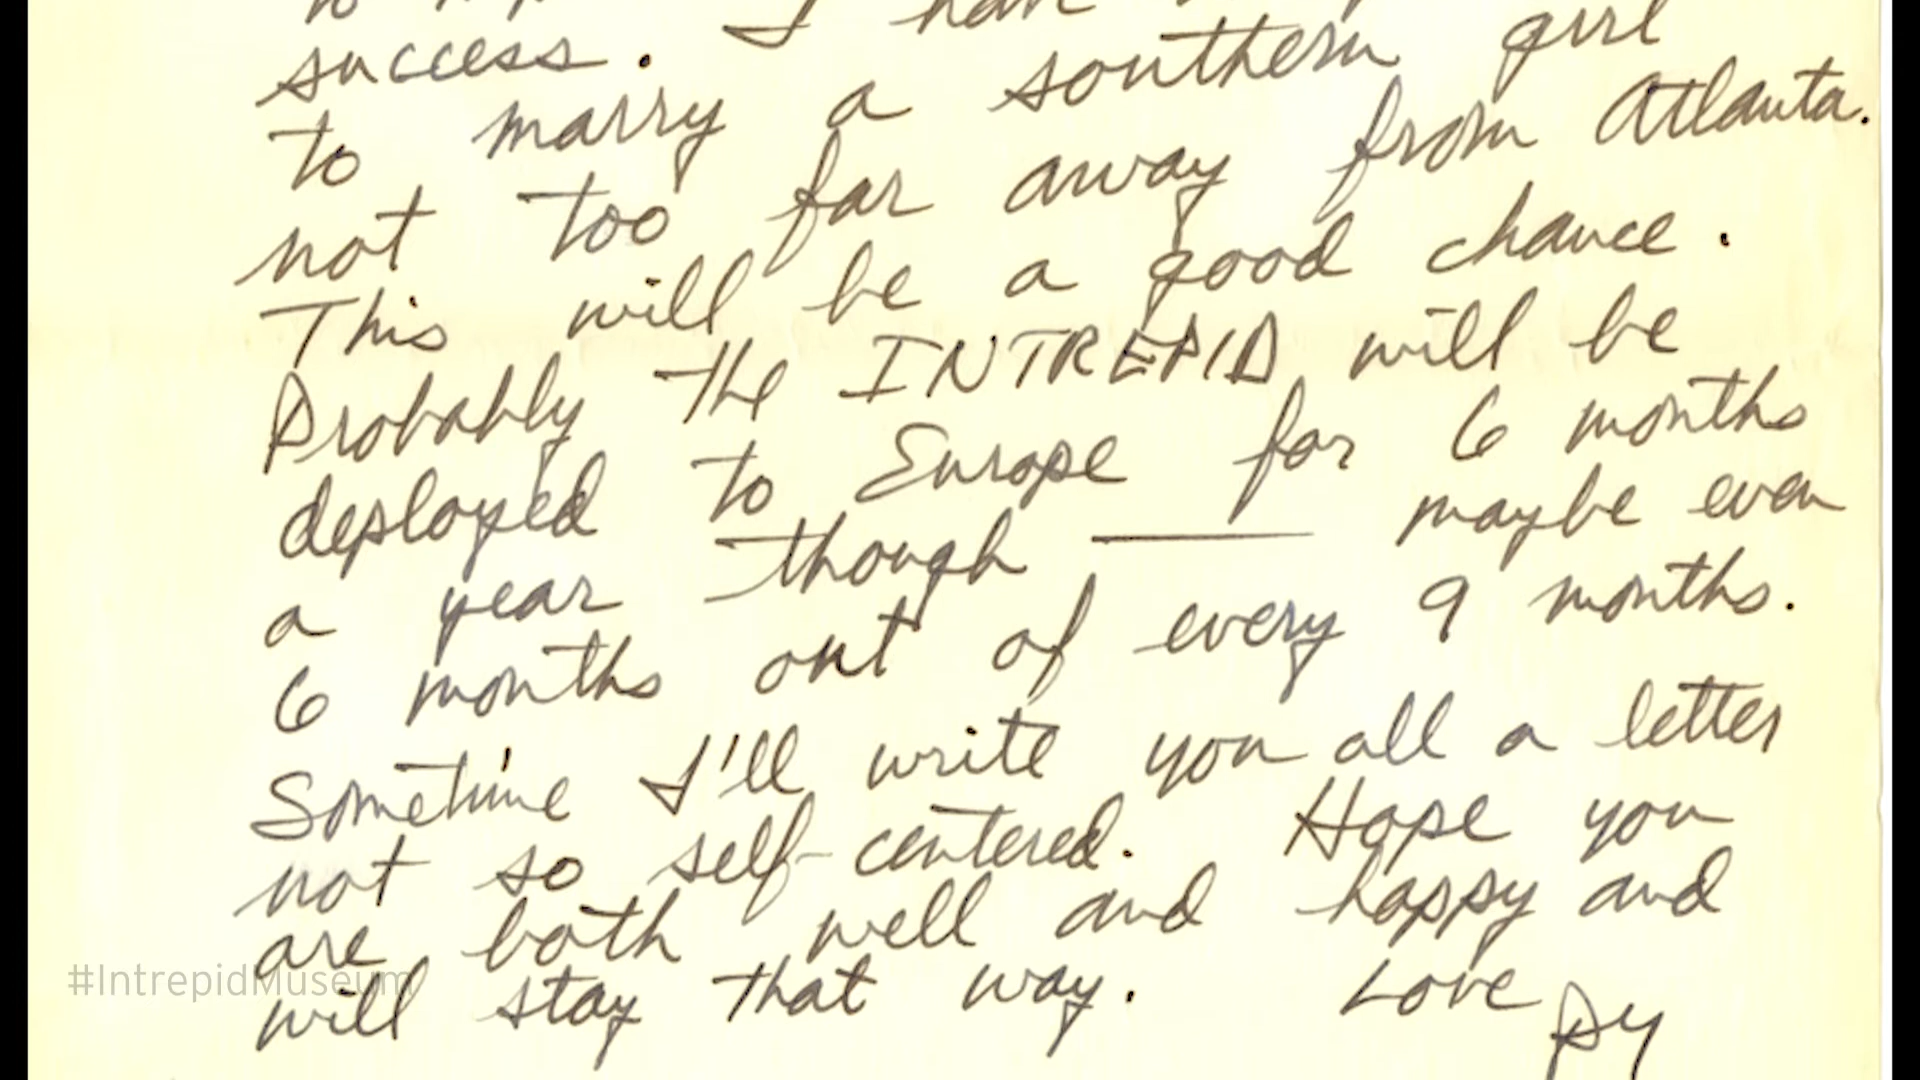 success. I have
to marry a southern girl
not too far away from Atlanta.
This will be a good chance.
Probably the INTREPID will be
deployed to Europe for 6 months
a year though —— maybe even
6 months out of every 9 months.
Sometime I'll write you all a letter
not so self-centered. Hope you
are both well and happy and
will stay that way. Love
#IntrepidMuseum